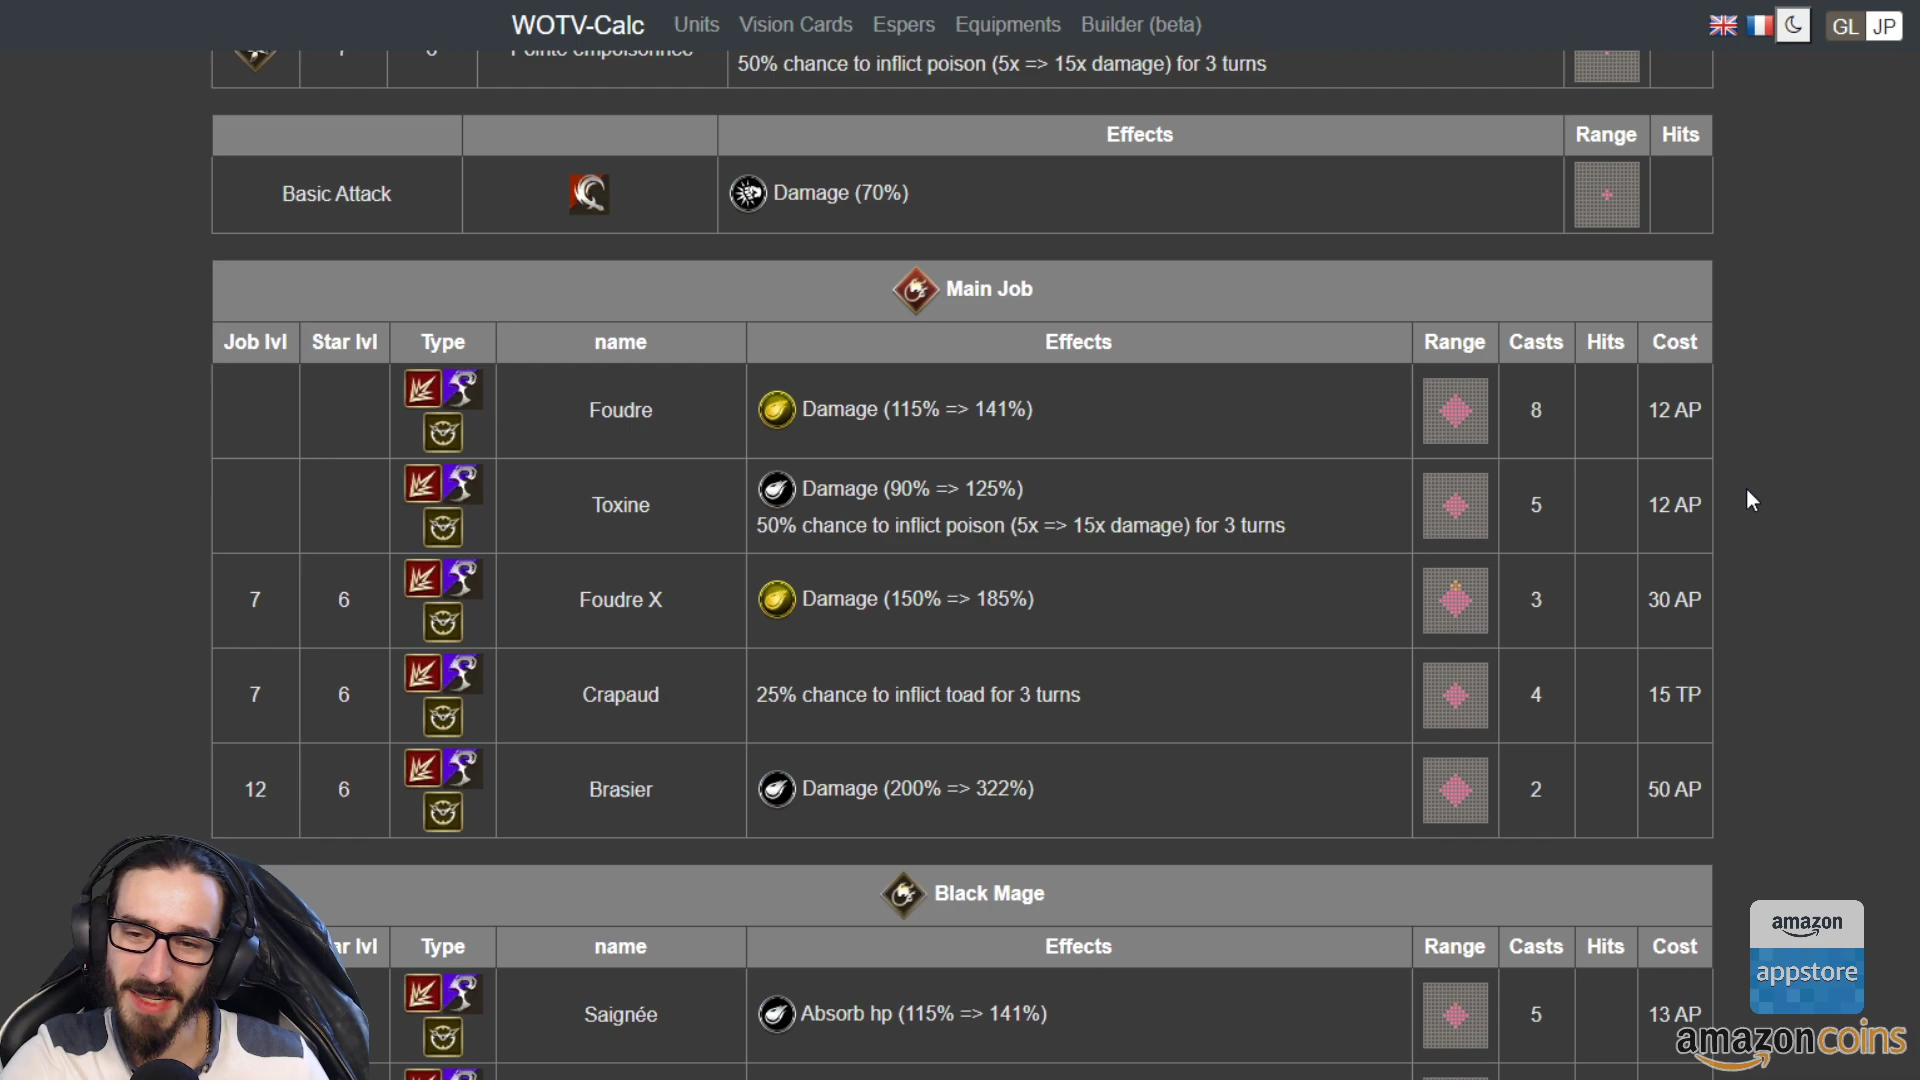 WOTV-Calc Units Vision Cards Espers Equipments Builder (beta) GL JP
50% chance to inflict poison (5x => 15x damage) for 3 turns
Effects Range Hits
Basic Attack Damage (70%)
Main Job
Job lvl Star lvl Type name Effects Range Casts Hits Cost
Foudre Damage (115% => 141%) 8 12 AP
Toxine Damage (90% => 125%) 5 12 AP
50% chance to inflict poison (5x => 15x damage) for 3 turns
7 6 Foudre X Damage (150% => 185%) 3 30 AP
7 6 Crapaud 25% chance to inflict toad for 3 turns 4 15 TP
12 6 Brasier Damage (200% => 322%) 2 50 AP
Black Mage
lvl Type name Effects Range Casts Hits Cost
Saignée Absorb hp (115% => 141%) 5 13 AP
amazon
appstore
amazoncoins